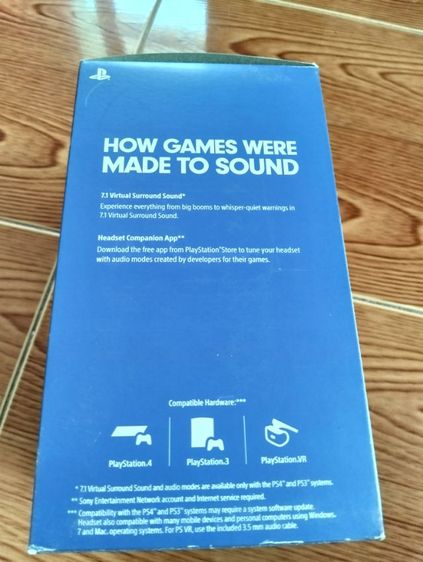 HOW GAMES WERE
MADE TO SOUND
7.1 Virtual Surround Sound*
Experience everything from big booms to whisper-quiet warnings in
7.1 Virtual Surround Sound.
Headset Companion App**
Download the free app from PlayStation®Store to tune your headset
with audio modes created by developers for their games.
Compatible Hardware:***
PlayStation®4 PlayStation®3 PlayStation®VR
* 7.1 Virtual Surround Sound and audio modes are available only with the PS4™ and PS3™ systems.
** Sony Entertainment Network account and Internet service required.
*** Compatibility with the PS4™ and PS3™ systems may require a system software update.
Headset also compatible with many mobile devices and personal computers using Windows®
7 and Mac® operating systems. For PS VR, use the included 3.5 mm audio cable.